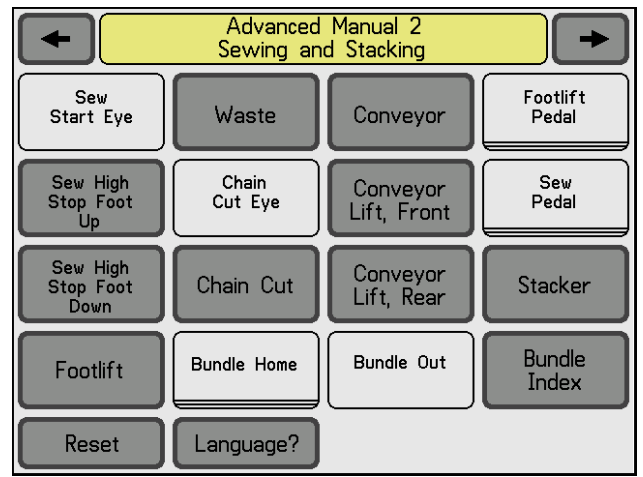 Advanced Manual 2
Sewing and Stacking
Sew
Start Eye
Waste
Conveyor
Footlift
Pedal
Sew High
Stop Foot
Up
Chain
Cut Eye
Conveyor
Lift, Front
Sew
Pedal
Sew High
Stop Foot
Down
Chain Cut
Conveyor
Lift, Rear
Stacker
Footlift
Bundle Home
Bundle Out
Bundle
Index
Reset
Language?